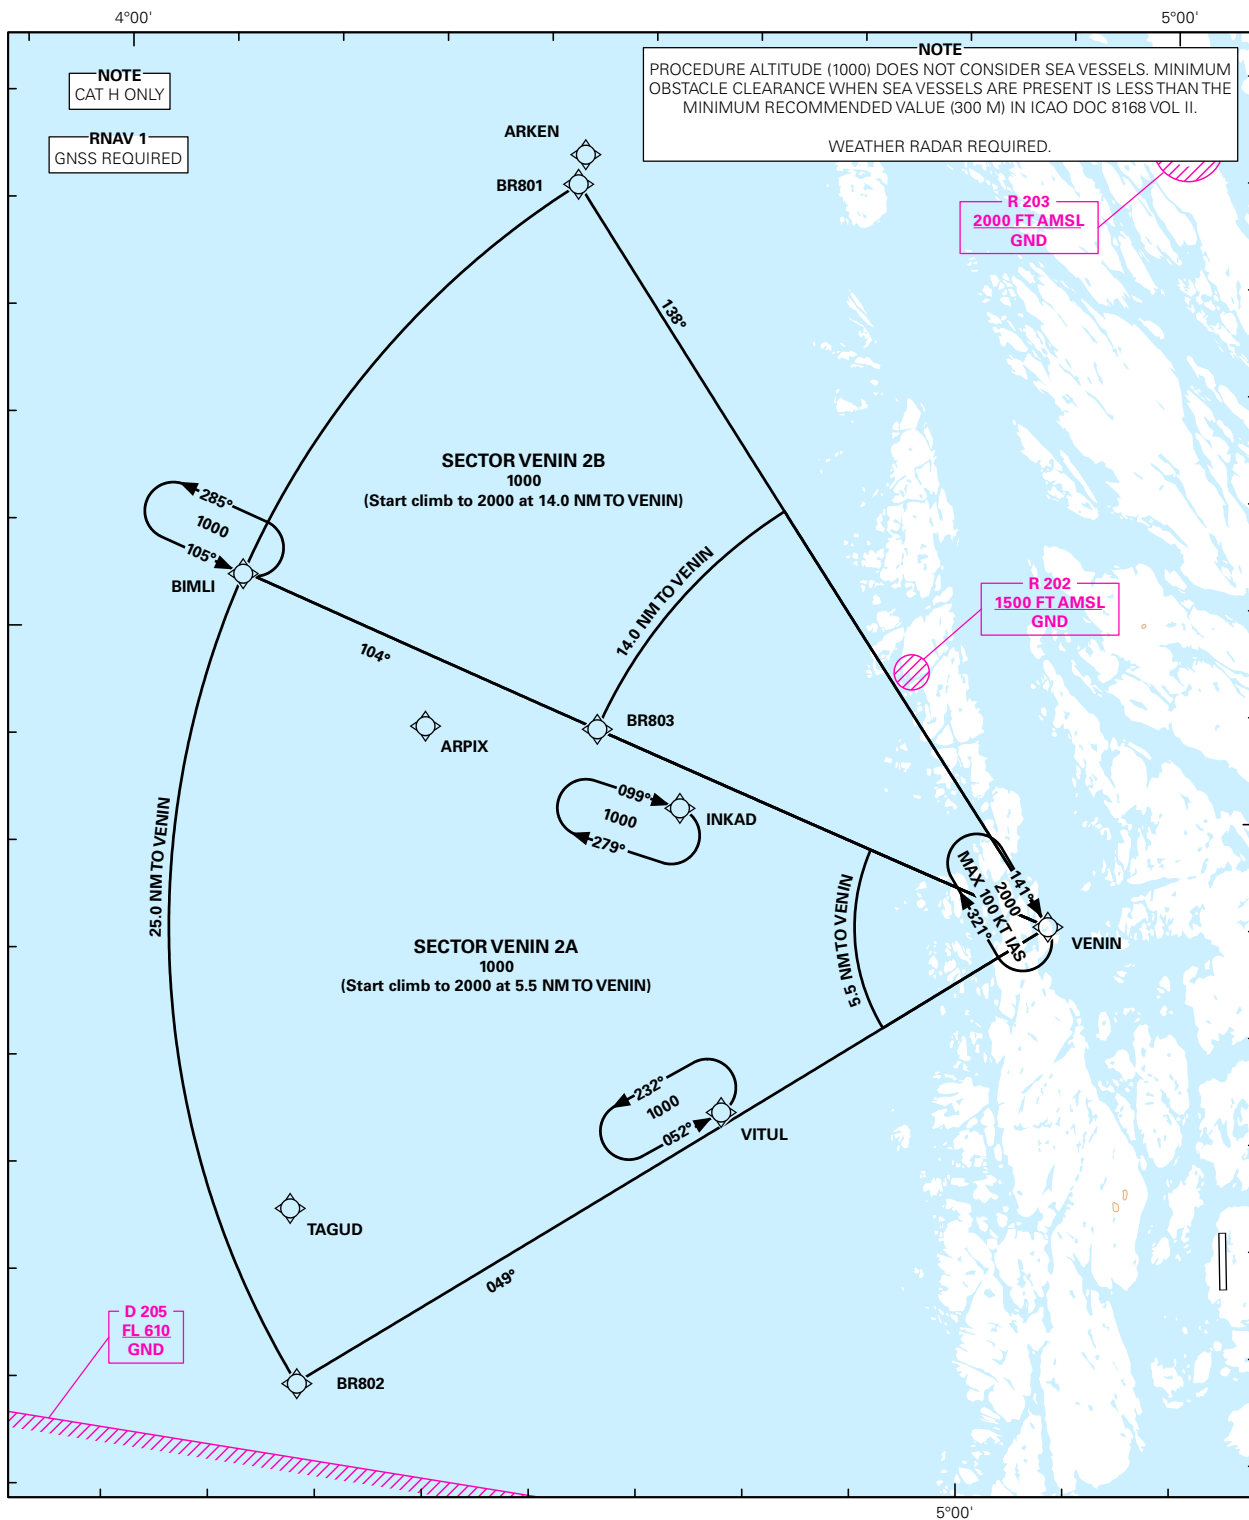 4°00'
5°00'
NOTE
CAT H ONLY
RNAV 1
GNSS REQUIRED
NOTE
PROCEDURE ALTITUDE (1000) DOES NOT CONSIDER SEA VESSELS. MINIMUM
OBSTACLE CLEARANCE WHEN SEA VESSELS ARE PRESENT IS LESS THAN THE
MINIMUM RECOMMENDED VALUE (300 M) IN ICAO DOC 8168 VOL II.
WEATHER RADAR REQUIRED.
ARKEN
BR801
R 203
2000 FT AMSL
GND
138°
SECTOR VENIN 2B
1000
(Start climb to 2000 at 14.0 NM TO VENIN)
285°
1000
105°
BIMLI
14.0 NM TO VENIN
R 202
1500 FT AMSL
GND
104°
BR803
ARPIX
099°
1000
279°
INKAD
25.0 NM TO VENIN
5.5 NM TO VENIN
141°
2000
MAX 100 KT IAS
321°
VENIN
SECTOR VENIN 2A
1000
(Start climb to 2000 at 5.5 NM TO VENIN)
232°
1000
052°
VITUL
TAGUD
049°
D 205
FL 610
GND
BR802
5°00'